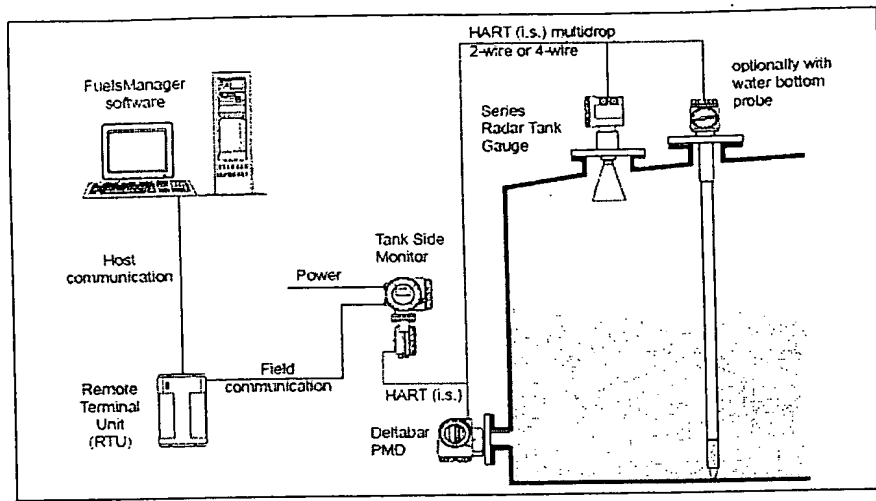 HART (i.s.) multidrop
2-wire or 4-wire
optionally with
water bottom
probe
FuelsManager
software
Series
Radar Tank
Gauge
Tank Side
Monitor
Host
communication
Power
Field
communication
Remote
Terminal
Unit
(RTU)
HART (i.s.)
Deltabar
PMD